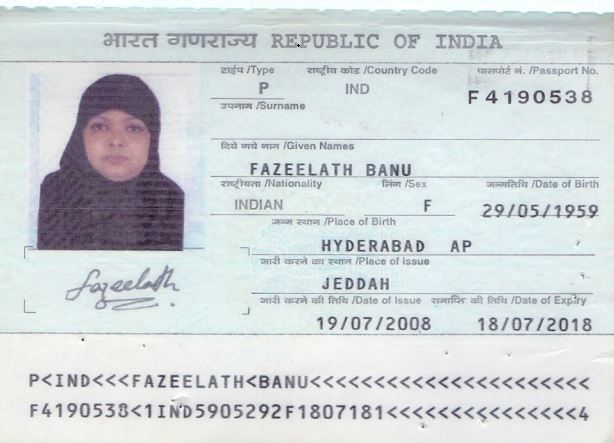 भारत गणराज्य REPUBLIC OF INDIA
टाईप /Type राष्ट्रीय कोड /Country Code पासपोर्ट नं. /Passport No.
P IND F4190538
उपनाम /Surname
दिये गये नाम /Given Names
FAZEELATH BANU
राष्ट्रीयता /Nationality लिंग /Sex जन्मतिथि /Date of Birth
INDIAN F 29/05/1959
जन्म स्थान /Place of Birth
HYDERABAD AP
जारी करने का स्थान /Place of Issue
JEDDAH
जारी करने की तिथि /Date of Issue समाप्ति की तिथि /Date of Expiry
19/07/2008 18/07/2018
Fazeelath
P<IND<<<FAZEELATH<BANU<<<<<<<<<<<<<<<<<<<<<<
F4190538<1IND5905292F1807181<<<<<<<<<<<<<<<4